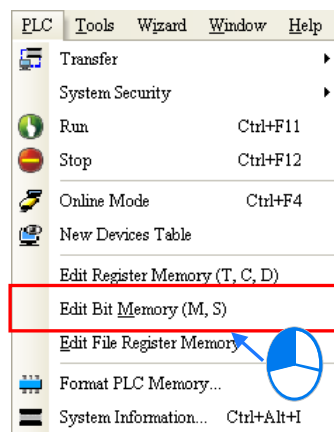 PLC Tools Wizard Window Help
Transfer
System Security
Run Ctrl+F11
Stop Ctrl+F12
Online Mode Ctrl+F4
New Devices Table
Edit Register Memory (T, C, D)
Edit Bit Memory (M, S)
Edit File Register Memory
Format PLC Memory...
System Information... Ctrl+Alt+I